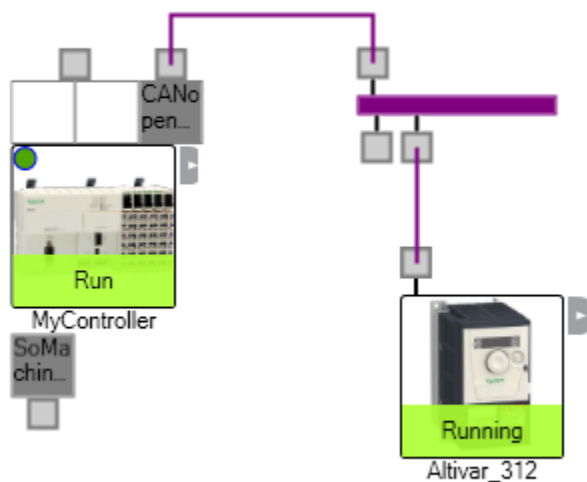 CANo
pen...
Run
MyController
SoMa
chin...
Running
Altivar_312